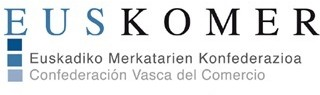 EUSKOMER
Euskadiko Merkatarien Konfederazioa
Confederación Vasca del Comercio